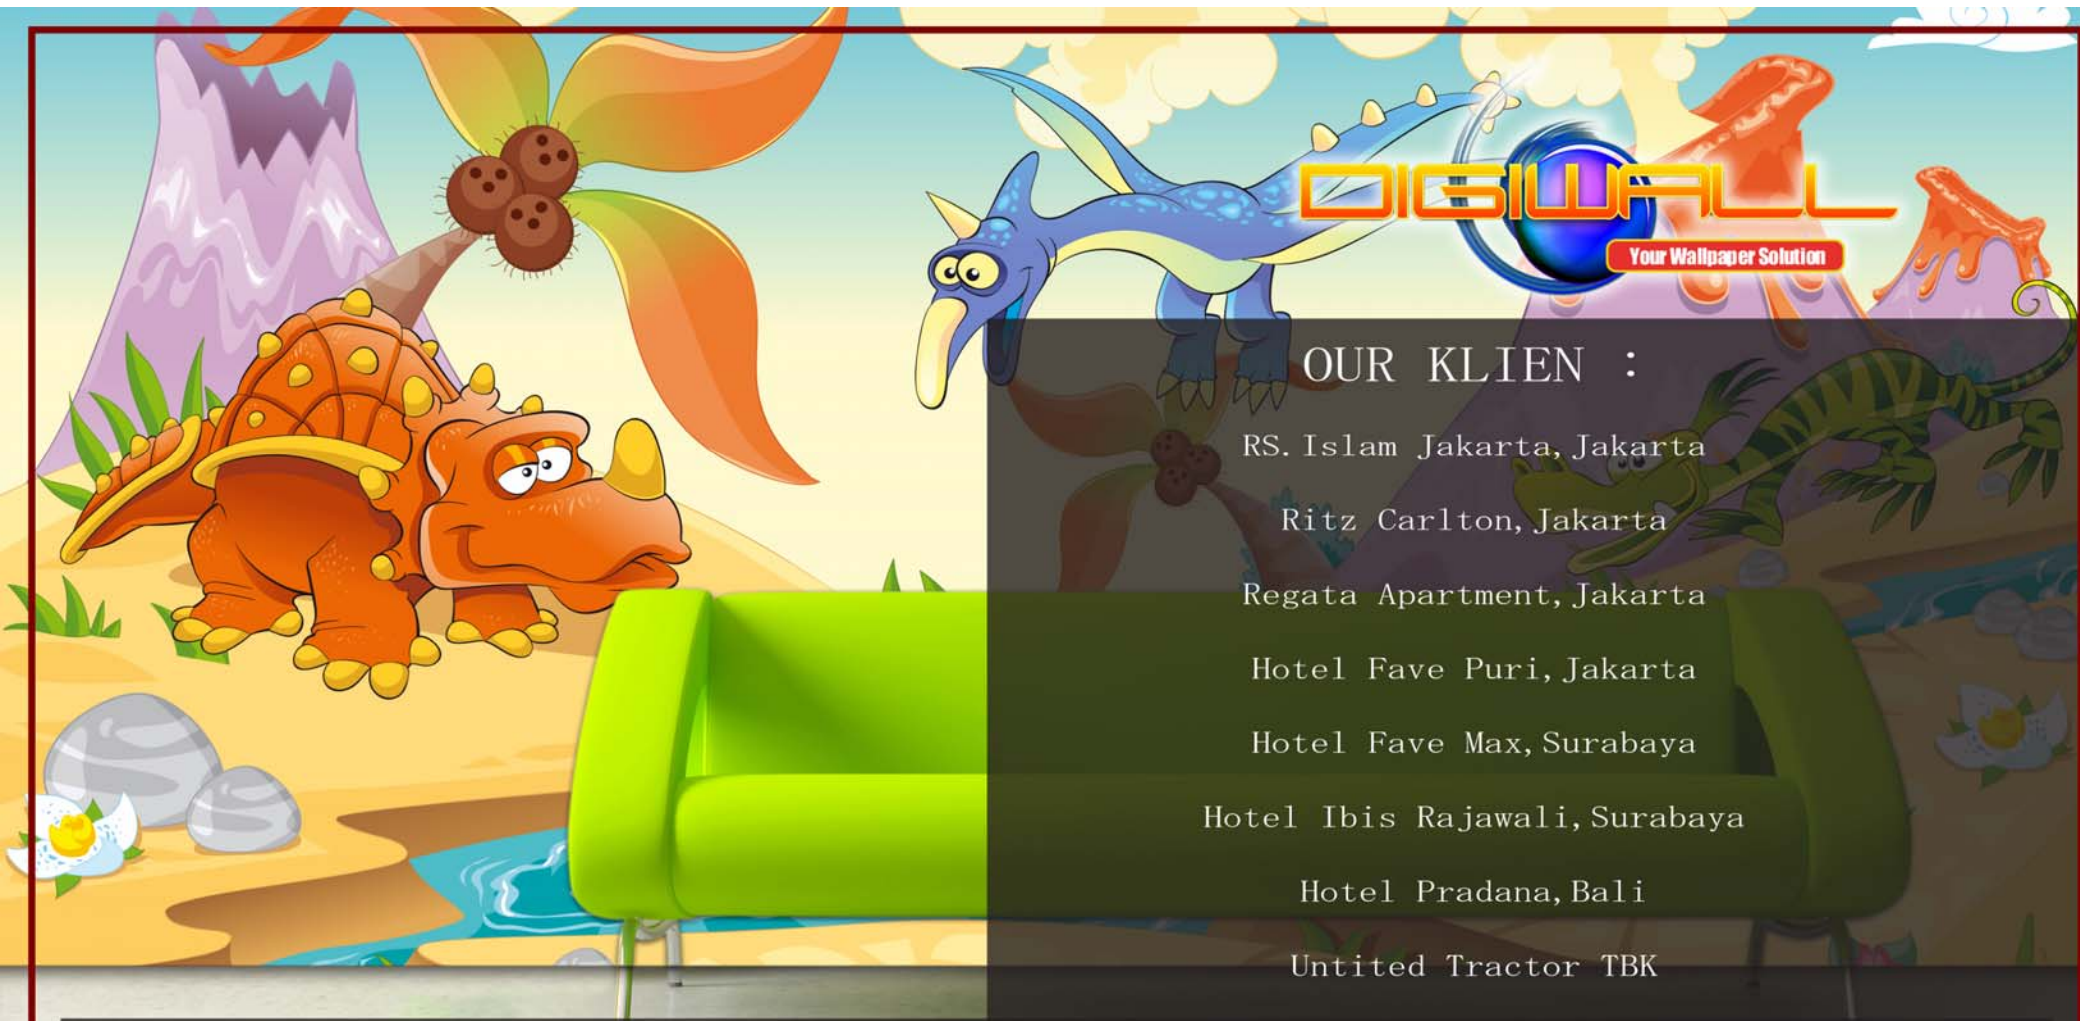 DIGIWALL
Your Wallpaper Solution
OUR KLIEN :
RS.Islam Jakarta,Jakarta
Ritz Carlton,Jakarta
Regata Apartment,Jakarta
Hotel Fave Puri,Jakarta
Hotel Fave Max,Surabaya
Hotel Ibis Rajawali,Surabaya
Hotel Pradana,Bali
Untited Tractor TBK